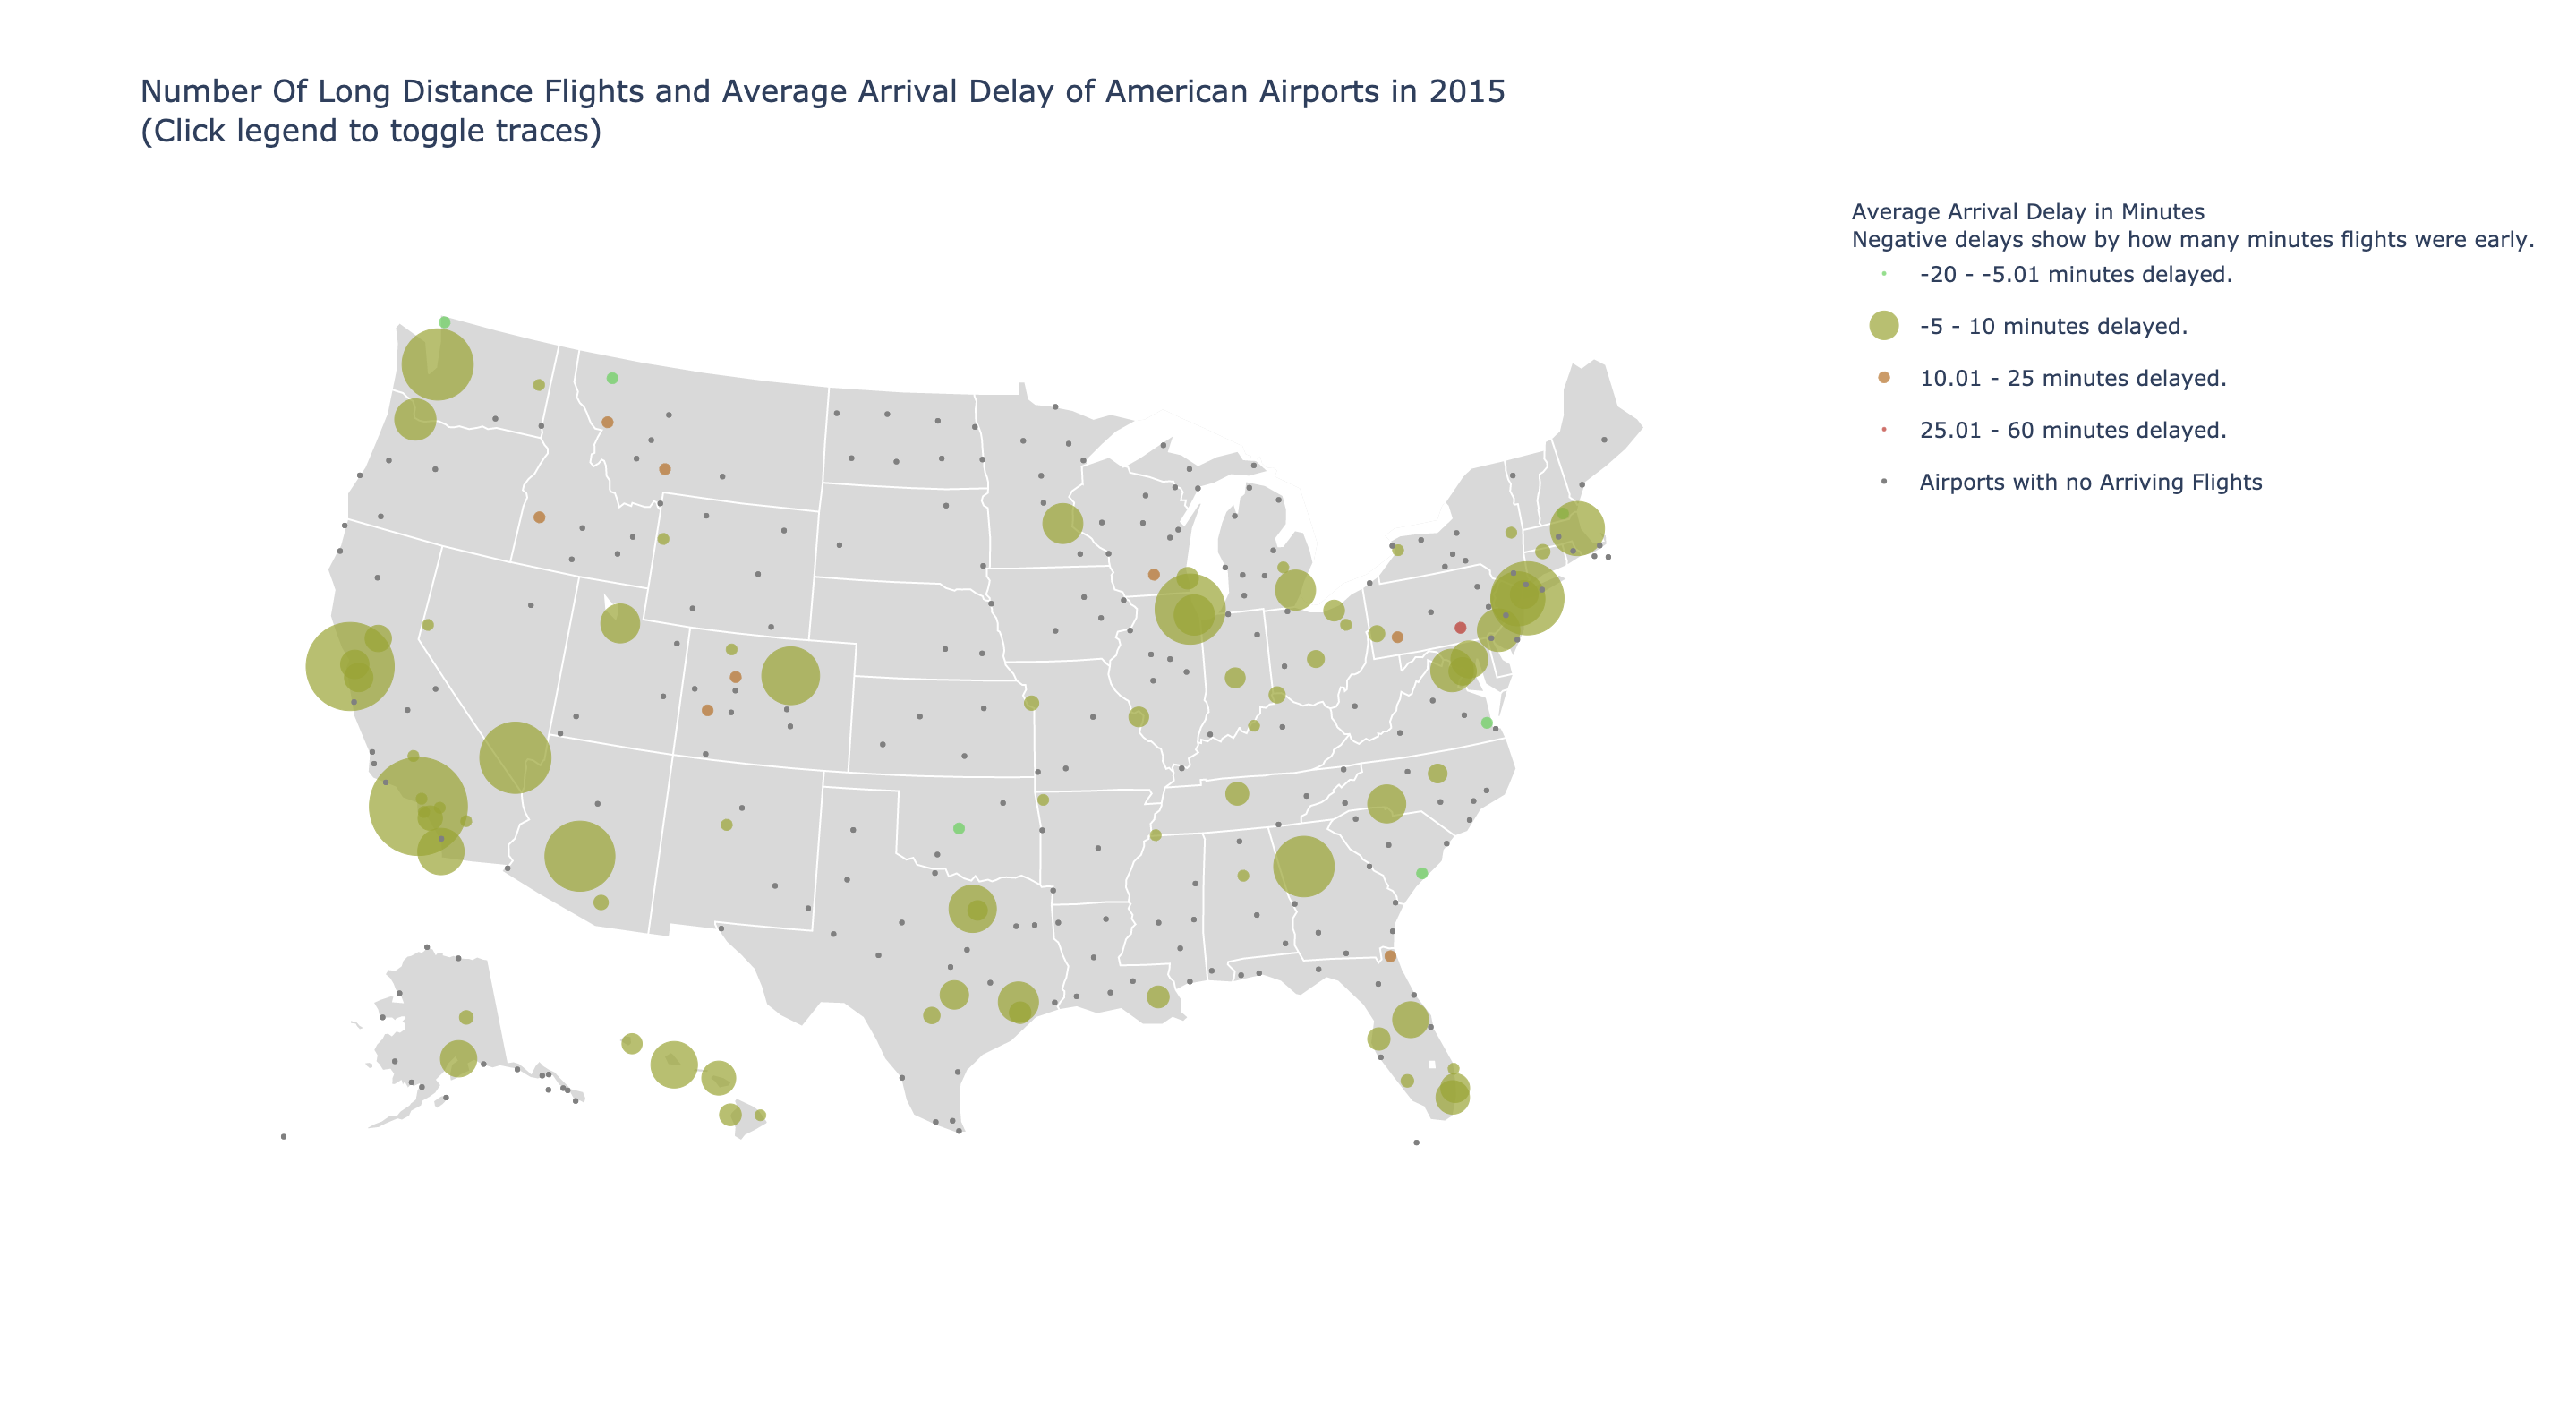 Number Of Long Distance Flights and Average Arrival Delay of American Airports in 2015
(Click legend to toggle traces)
Average Arrival Delay in Minutes
Negative delays show by how many minutes flights were early.
-20 - -5.01 minutes delayed.
-5 - 10 minutes delayed.
10.01 - 25 minutes delayed.
25.01 - 60 minutes delayed.
Airports with no Arriving Flights